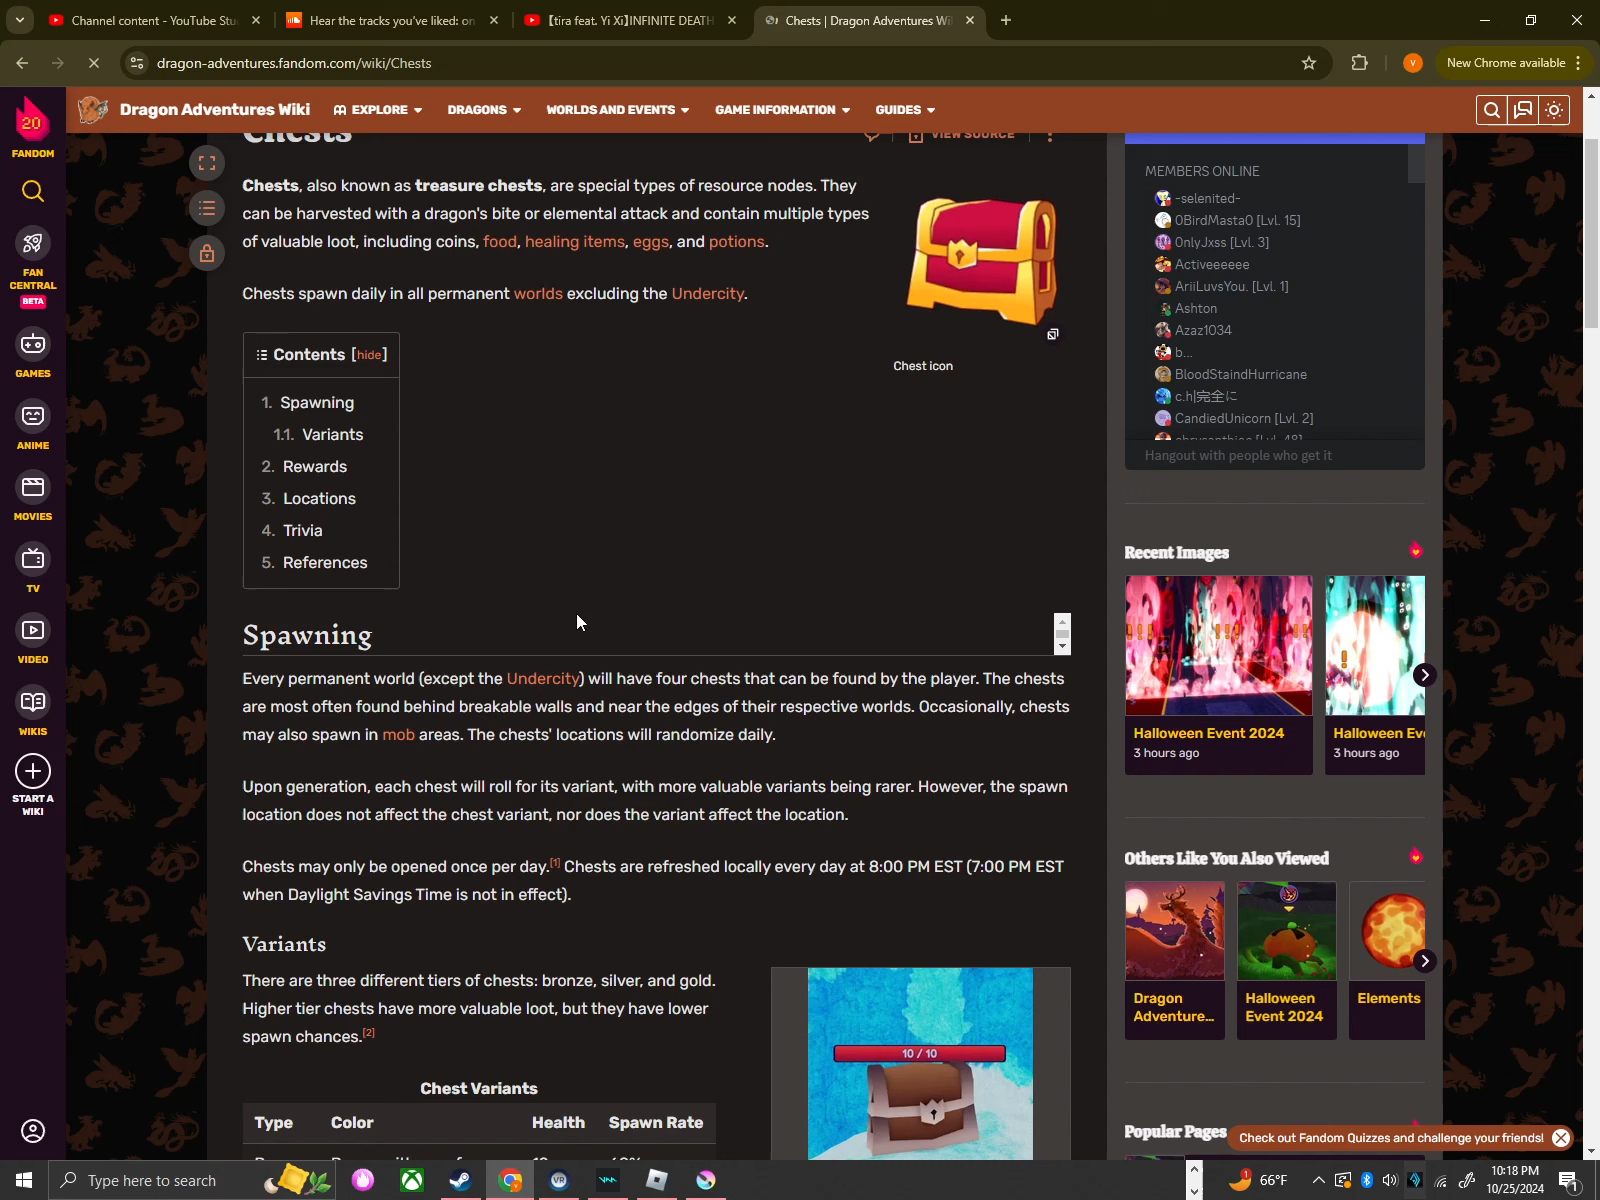 Channel content - YouTube Stu
Hear the tracks you've liked: on
【tira feat. Yi Xi】INFINITE DEATH
Chests | Dragon Adventures Wi
dragon-adventures.fandom.com/wiki/Chests
V
New Chrome available
20
FANDOM
FAN CENTRAL
BETA
GAMES
ANIME
MOVIES
TV
VIDEO
WIKIS
START A WIKI
Dragon Adventures Wiki
EXPLORE
DRAGONS
WORLDS AND EVENTS
GAME INFORMATION
GUIDES
Chests
VIEW SOURCE
Chests, also known as treasure chests, are special types of resource nodes. They
can be harvested with a dragon's bite or elemental attack and contain multiple types
of valuable loot, including coins, food, healing items, eggs, and potions.
Chests spawn daily in all permanent worlds excluding the Undercity.
Chest icon
Contents [hide]
1. Spawning
1.1. Variants
2. Rewards
3. Locations
4. Trivia
5. References
Spawning
Every permanent world (except the Undercity) will have four chests that can be found by the player. The chests
are most often found behind breakable walls and near the edges of their respective worlds. Occasionally, chests
may also spawn in mob areas. The chests' locations will randomize daily.
Upon generation, each chest will roll for its variant, with more valuable variants being rarer. However, the spawn
location does not affect the chest variant, nor does the variant affect the location.
Chests may only be opened once per day.[1] Chests are refreshed locally every day at 8:00 PM EST (7:00 PM EST
when Daylight Savings Time is not in effect).
Variants
There are three different tiers of chests: bronze, silver, and gold.
Higher tier chests have more valuable loot, but they have lower
spawn chances.[2]
Chest Variants
Type Color Health Spawn Rate
10 / 10
MEMBERS ONLINE
-selenited-
0BirdMasta0 [Lvl. 15]
0nlyJxss [Lvl. 3]
Activeeeeee
AriiLuvsYou. [Lvl. 1]
Ashton
Azaz1034
b...
BloodStaindHurricane
c.h|完全に
CandiedUnicorn [Lvl. 2]
Hangout with people who get it
Recent Images
Halloween Event 2024
3 hours ago
Halloween Eve
3 hours ago
Others Like You Also Viewed
Dragon
Adventure...
Halloween
Event 2024
Elements
Popular Pages
Check out Fandom Quizzes and challenge your friends!
Type here to search
66°F
10:18 PM
10/25/2024
1